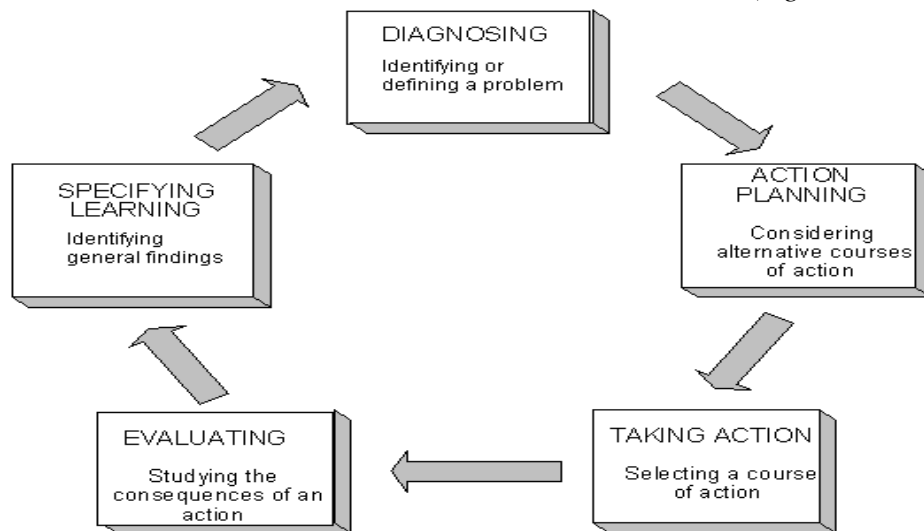 DIAGNOSING
Identifying or
defining a problem
ACTION
PLANNING
Considering
alternative courses
of action
TAKING ACTION
Selecting a course
of action
EVALUATING
Studying the
consequences of an
action
SPECIFYING
LEARNING
Identifying
general findings